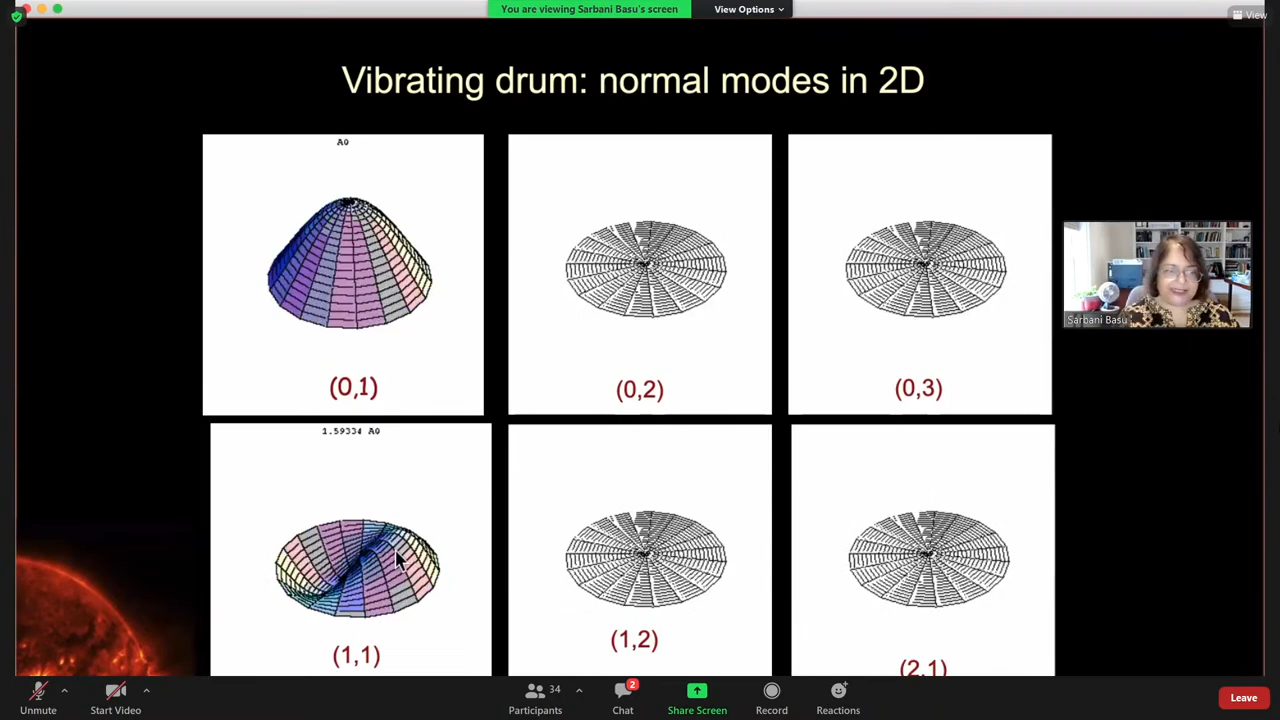 You are viewing Sarbani Basu's screen
View Options
View
Vibrating drum: normal modes in 2D
A0
(0,1)
(0,2)
(0,3)
Sarbani Basu
1.59334 A0
(1,1)
(1,2)
(2,1)
Unmute
Start Video
34
Participants
2
Chat
Share Screen
Record
Reactions
Leave